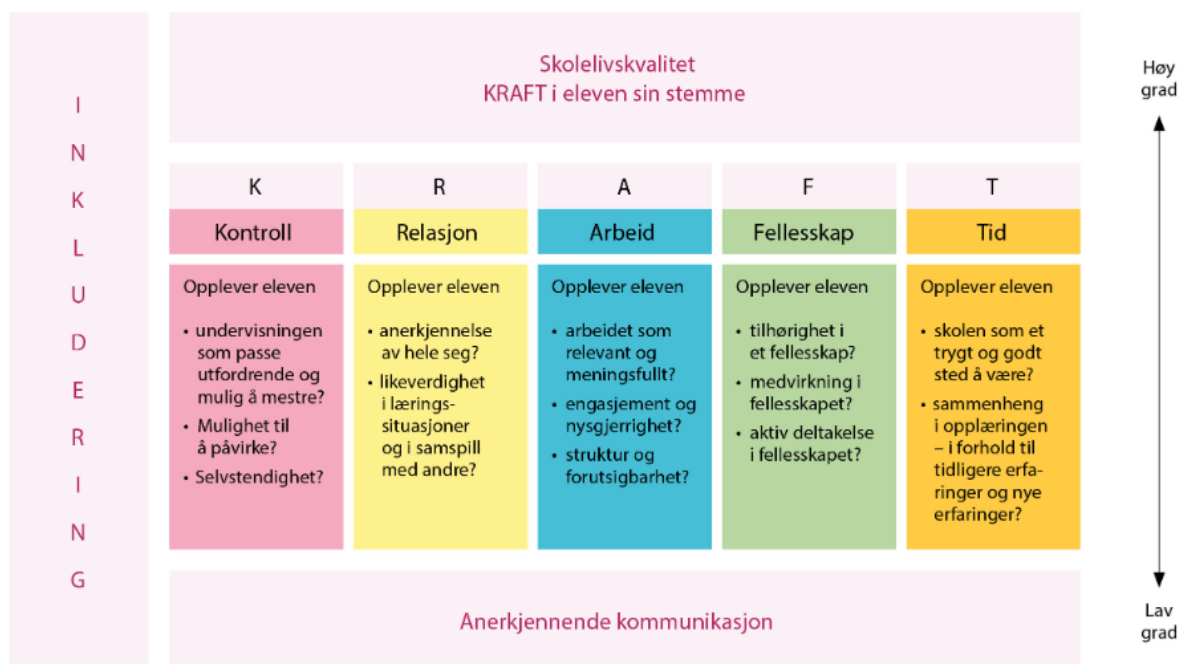 INKLUDERING
Skolelivskvalitet
KRAFT i eleven sin stemme
K
Kontroll
Opplever eleven
• undervisningen
som passe
utfordrende og
mulig å mestre?
• Mulighet til
å påvirke?
• Selvstendighet?
R
Relasjon
Opplever eleven
• anerkjennelse
av hele seg?
• likeverdighet
i lærings-
situasjoner
og i samspill
med andre?
A
Arbeid
Opplever eleven
• arbeidet som
relevant og
meningsfullt?
• engasjement og
nysgjerrighet?
• struktur og
forutsigbarhet?
F
Fellesskap
Opplever eleven
• tilhørighet i
et fellesskap?
• medvirkning i
fellesskapet?
• aktiv deltakelse
i fellesskapet?
T
Tid
Opplever eleven
• skolen som et
trygt og godt
sted å være?
• sammenheng
i opplæringen
– i forhold til
tidligere erfa-
ringer og nye
erfaringer?
Anerkjennende kommunikasjon
Høy
grad
Lav
grad